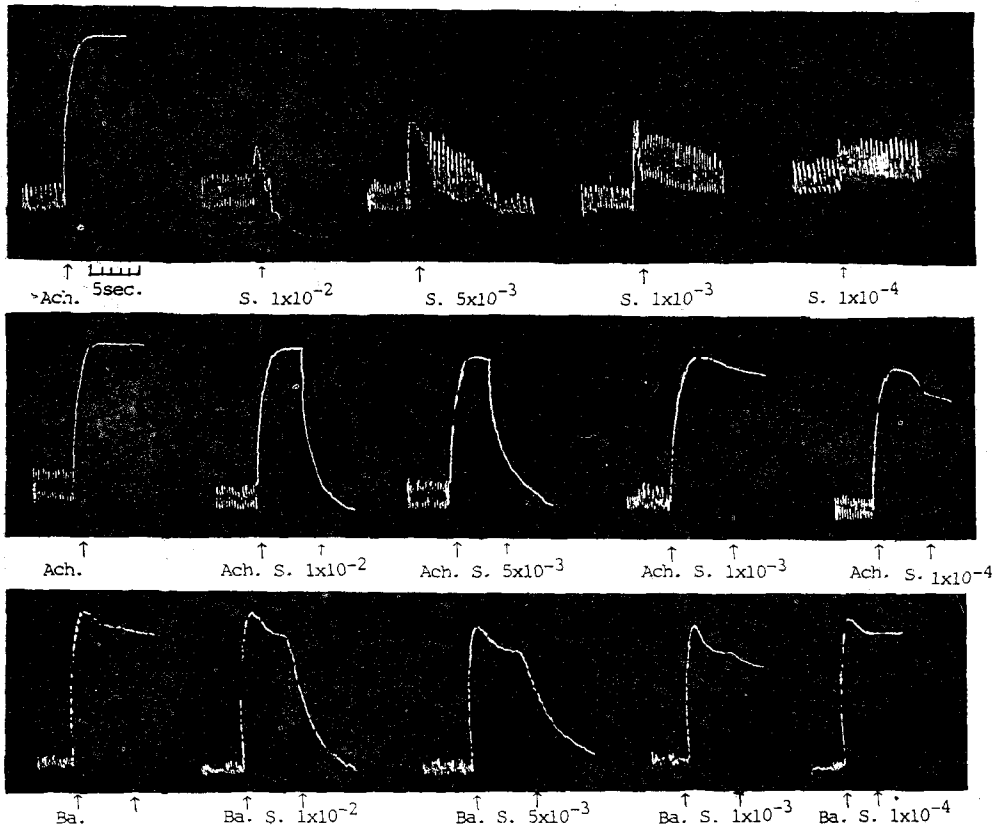 ↑Ach. 5sec. ↑S. 1x10-2 ↑S. 5x10-3 ↑S. 1x10-3 ↑S. 1x10-4
↑Ach. ↑Ach. ↑S. 1x10-2 ↑Ach. ↑S. 5x10-3 ↑Ach. ↑S. 1x10-3 ↑Ach. ↑S. 1x10-4
↑Ba. ↑ ↑Ba. ↑S. 1x10-2 ↑Ba. ↑S. 5x10-3 ↑Ba. ↑S. 1x10-3 ↑Ba. ↑S. 1x10-4